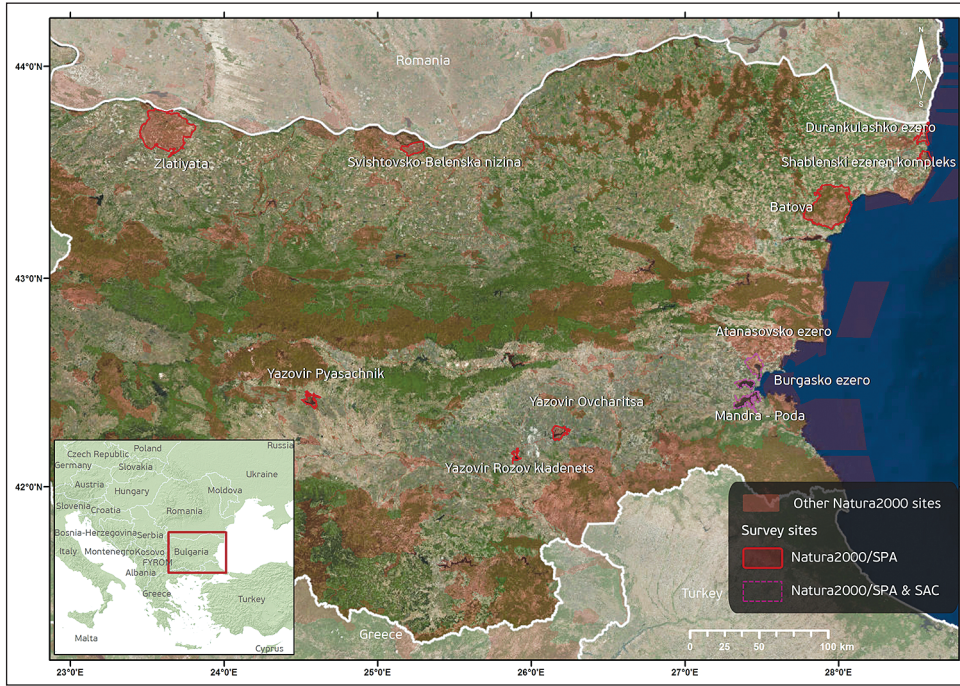 N
S
44°0'N
43°0'N
42°0'N
Romania
Durankulashko ezero
Zlatiyata
Svishtovsko-Belenska nizina
Shablenski ezeren kompleks
Batova
Atanasovsko ezero
Yazovir Pyasachnik
Burgasko ezero
Yazovir Ovcharitsa
Mandra - Poda
Yazovir Rozov kladenets
Turkey
Greece
Other Natura2000 sites
Survey sites
Natura2000/SPA
Natura2000/SPA & SAC
0 25 50 100 km
Russia
Poland
Czech Republic
Germany
Slovakia
Ukraine
Austria
Hungary
Moldova
Slovenia
Croatia
Romania
Bosnia-Herzegovina
Serbia
Italy
Montenegro
Kosovo
Bulgaria
FYROM
Albania
Greece
Turkey
Malta
Cyprus
23°0'E 24°0'E 25°0'E 26°0'E 27°0'E 28°0'E